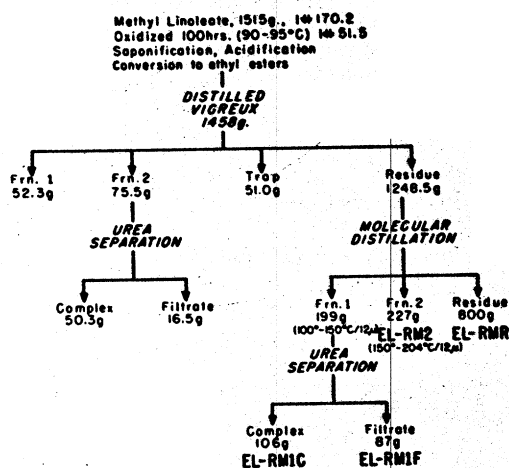 Methyl Linoleate, 1515g., I# 170.2
Oxidized 100hrs. (90-95°C) I# 51.5
Saponification, Acidification
Conversion to ethyl esters
DISTILLED
VIGREUX
1458g.
Frn. 1
52.3g
Frn. 2
75.5g
Trap
51.0g
Residue
1248.5g
UREA
SEPARATION
MOLECULAR
DISTILLATION
Complex
50.3g
Filtrate
16.5g
Frn. 1
199g
(100°-150°C/12µ)
Frn. 2
227g
EL-RM2
(150°-204°C/12µ)
Residue
800g
EL-RMR
UREA
SEPARATION
Complex
106g
EL-RM1C
Filtrate
87g
EL-RM1F